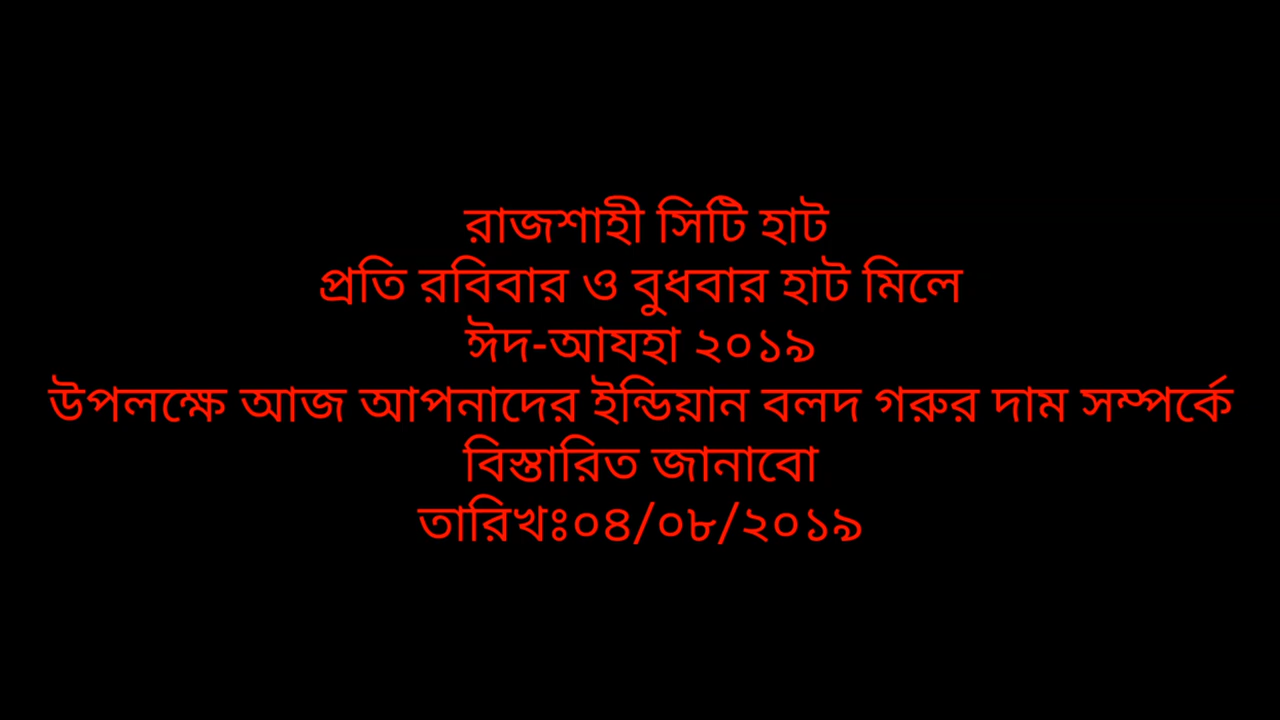 রাজশাহী সিটি হাট
প্রতি রবিবার ও বুধবার হাট মিলে
ঈদ-আযহা ২০১৯
উপলক্ষে আজ আপনাদের ইন্ডিয়ান বলদ গরুর দাম সম্পর্কে
বিস্তারিত জানাবো
তারিখঃ০৪/০৮/২০১৯